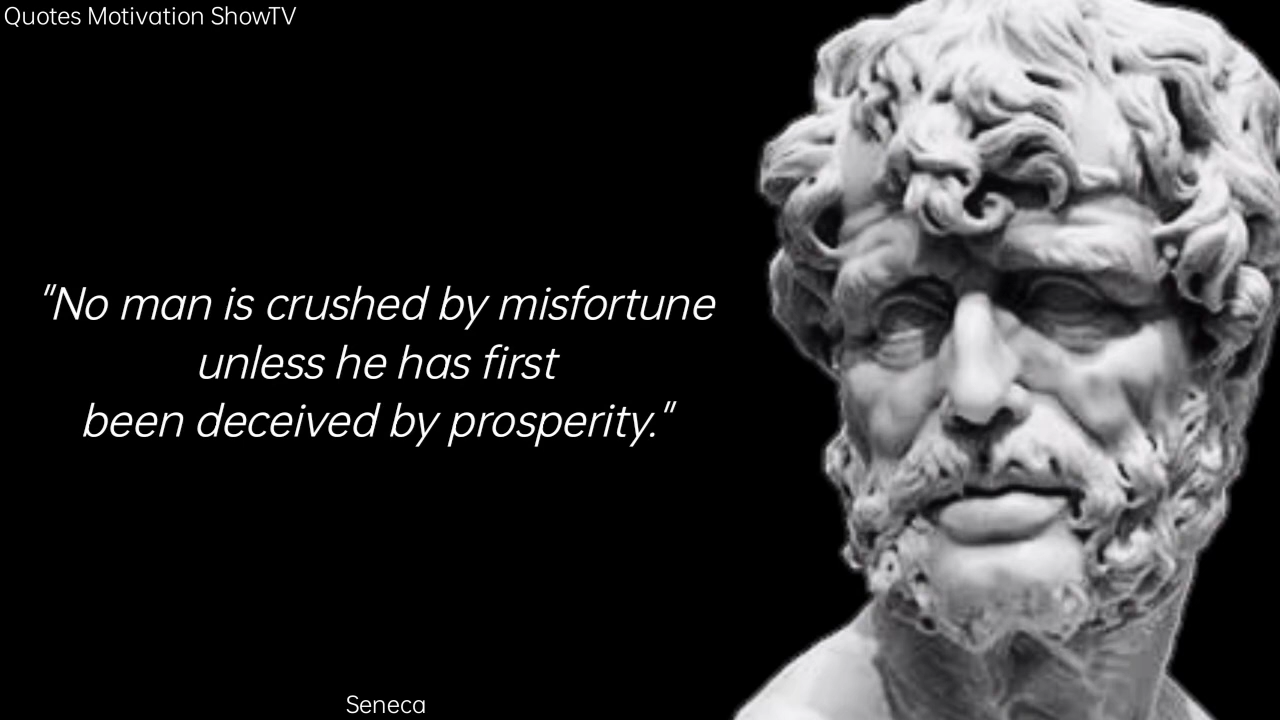 Quotes Motivation ShowTV
"No man is crushed by misfortune
unless he has first
been deceived by prosperity."
Seneca